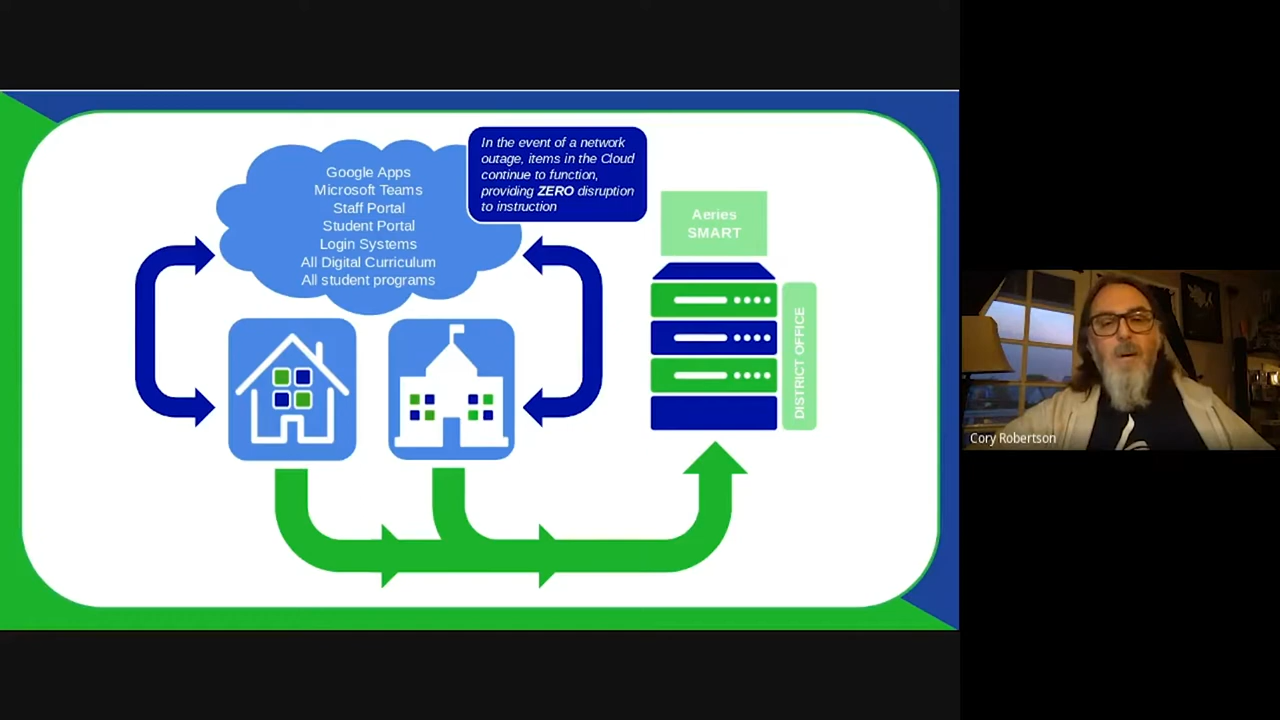 Google Apps
Microsoft Teams
Staff Portal
Student Portal
Login Systems
All Digital Curriculum
All student programs
In the event of a network
outage, items in the Cloud
continue to function,
providing ZERO disruption
to instruction
Aeries
SMART
DISTRICT OFFICE
Cory Robertson